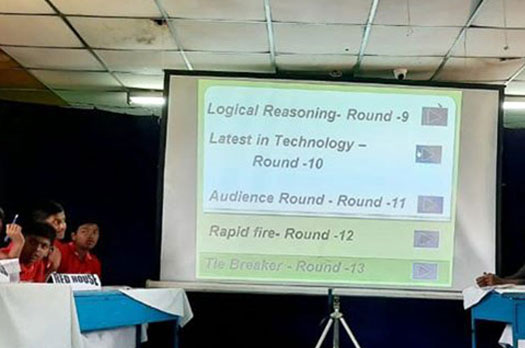 Logical Reasoning- Round -9
Latest in Technology –
Round -10
Audience Round - Round -11
Rapid fire- Round -12
Tie Breaker - Round -13
RED HOUSE